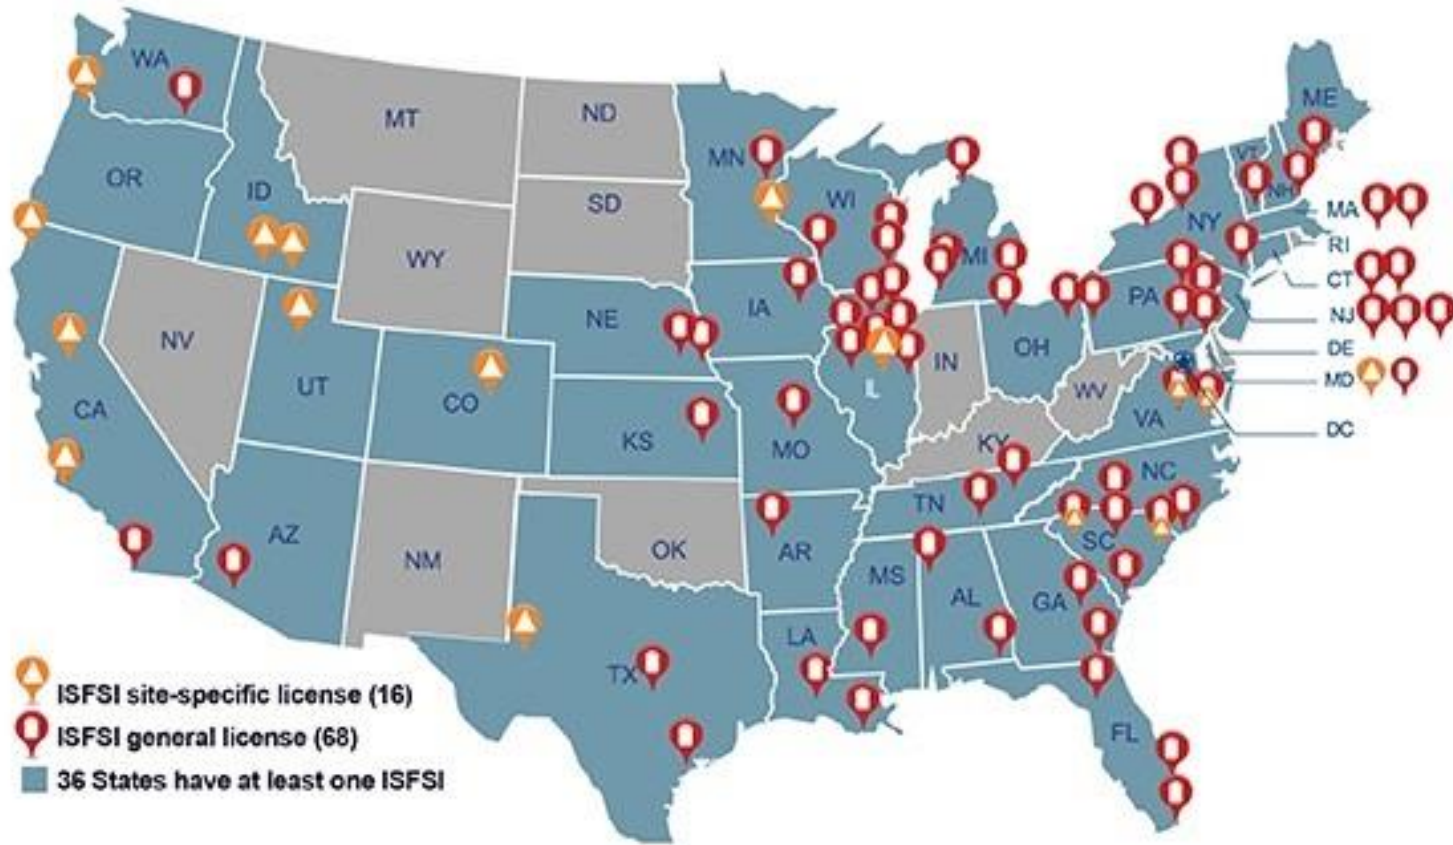 WA
MT
ND
MN
ME
OR
ID
SD
WI
VT
NH
MA
WY
MI
NY
RI
CT
NV
NE
IA
PA
NJ
UT
CO
IL
IN
OH
DE
CA
WV
MD
KS
MO
KY
VA
DC
AZ
NM
OK
AR
TN
NC
SC
MS
AL
GA
LA
TX
FL
ISFSI site-specific license (16)
ISFSI general license (68)
36 States have at least one ISFSI